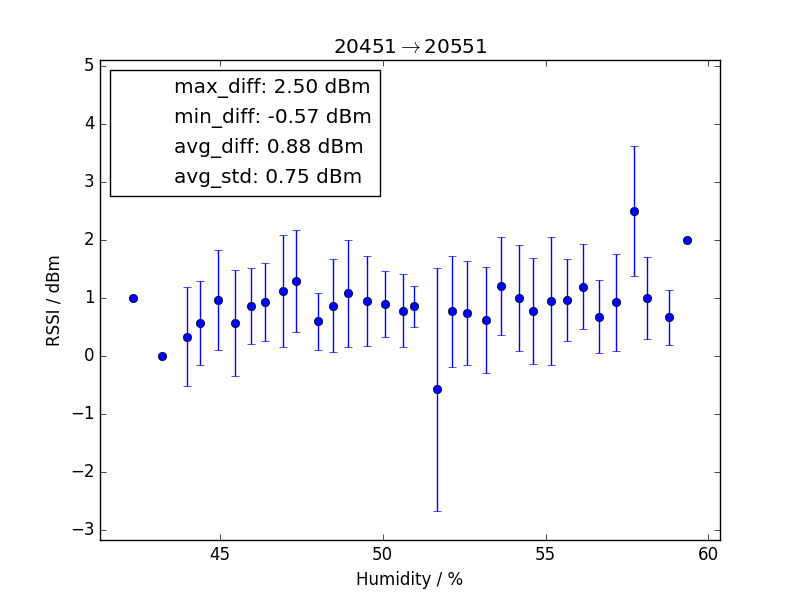 20451→20551
max_diff: 2.50 dBm
min_diff: -0.57 dBm
avg_diff: 0.88 dBm
avg_std: 0.75 dBm
RSSI / dBm
5
4
3
2
1
0
−1
−2
−3
45 50 55 60
Humidity / %